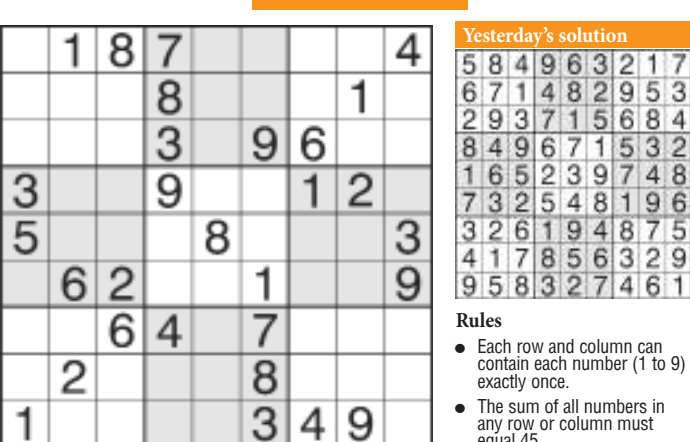 1 8 7 4
8 1
3 9 6
3 9 1 2
5 8 3
6 2 1 9
6 4 7
2 8
1 3 4 9
Yesterday's solution
5 8 4 9 6 3 2 1 7
6 7 1 4 8 2 9 5 3
2 9 3 7 1 5 6 8 4
8 4 9 6 7 1 5 3 2
1 6 5 2 3 9 7 4 8
7 3 2 5 4 8 1 9 6
3 2 6 1 9 4 8 7 5
4 1 7 8 5 6 3 2 9
9 5 8 3 2 7 4 6 1
Rules
● Each row and column can
contain each number (1 to 9)
exactly once.
● The sum of all numbers in
any row or column must
equal 45.